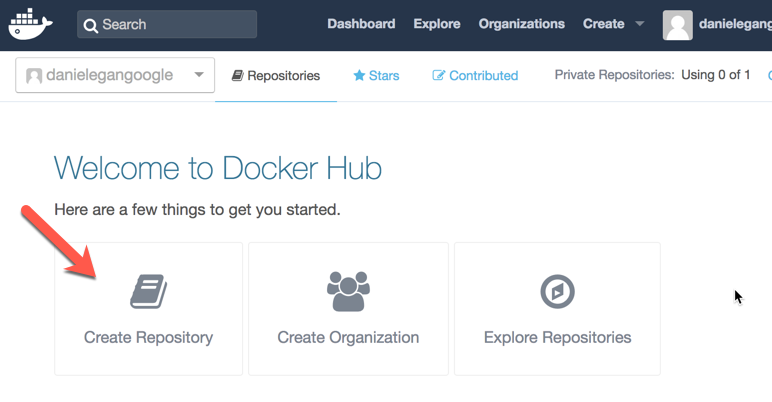 Search Dashboard Explore Organizations Create danielegang
danielegangoogle Repositories Stars Contributed Private Repositories: Using 0 of 1
Welcome to Docker Hub
Here are a few things to get you started.
Create Repository Create Organization Explore Repositories